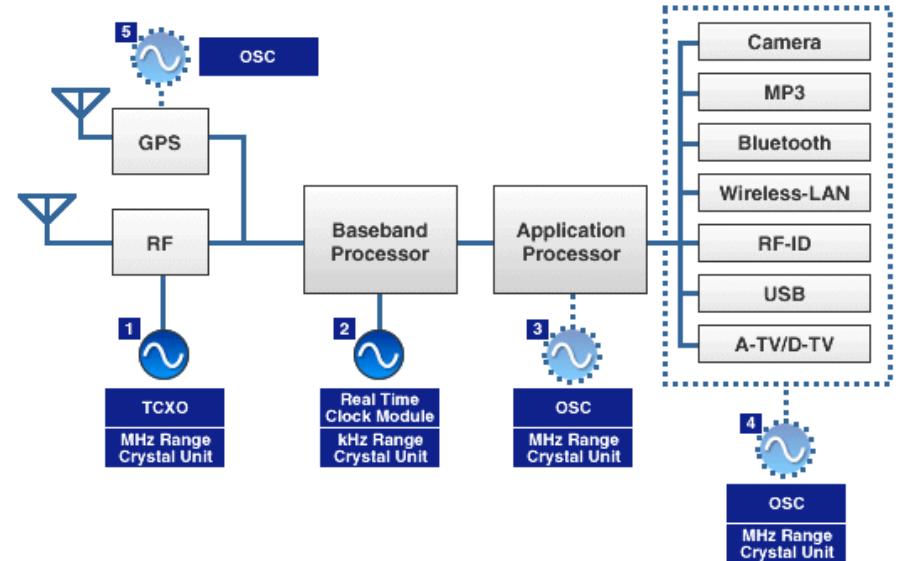 5
OSC
GPS
RF
Baseband
Processor
Application
Processor
Camera
MP3
Bluetooth
Wireless-LAN
RF-ID
USB
A-TV/D-TV
1
TCXO
MHz Range
Crystal Unit
2
Real Time
Clock Module
kHz Range
Crystal Unit
3
OSC
MHz Range
Crystal Unit
4
OSC
MHz Range
Crystal Unit